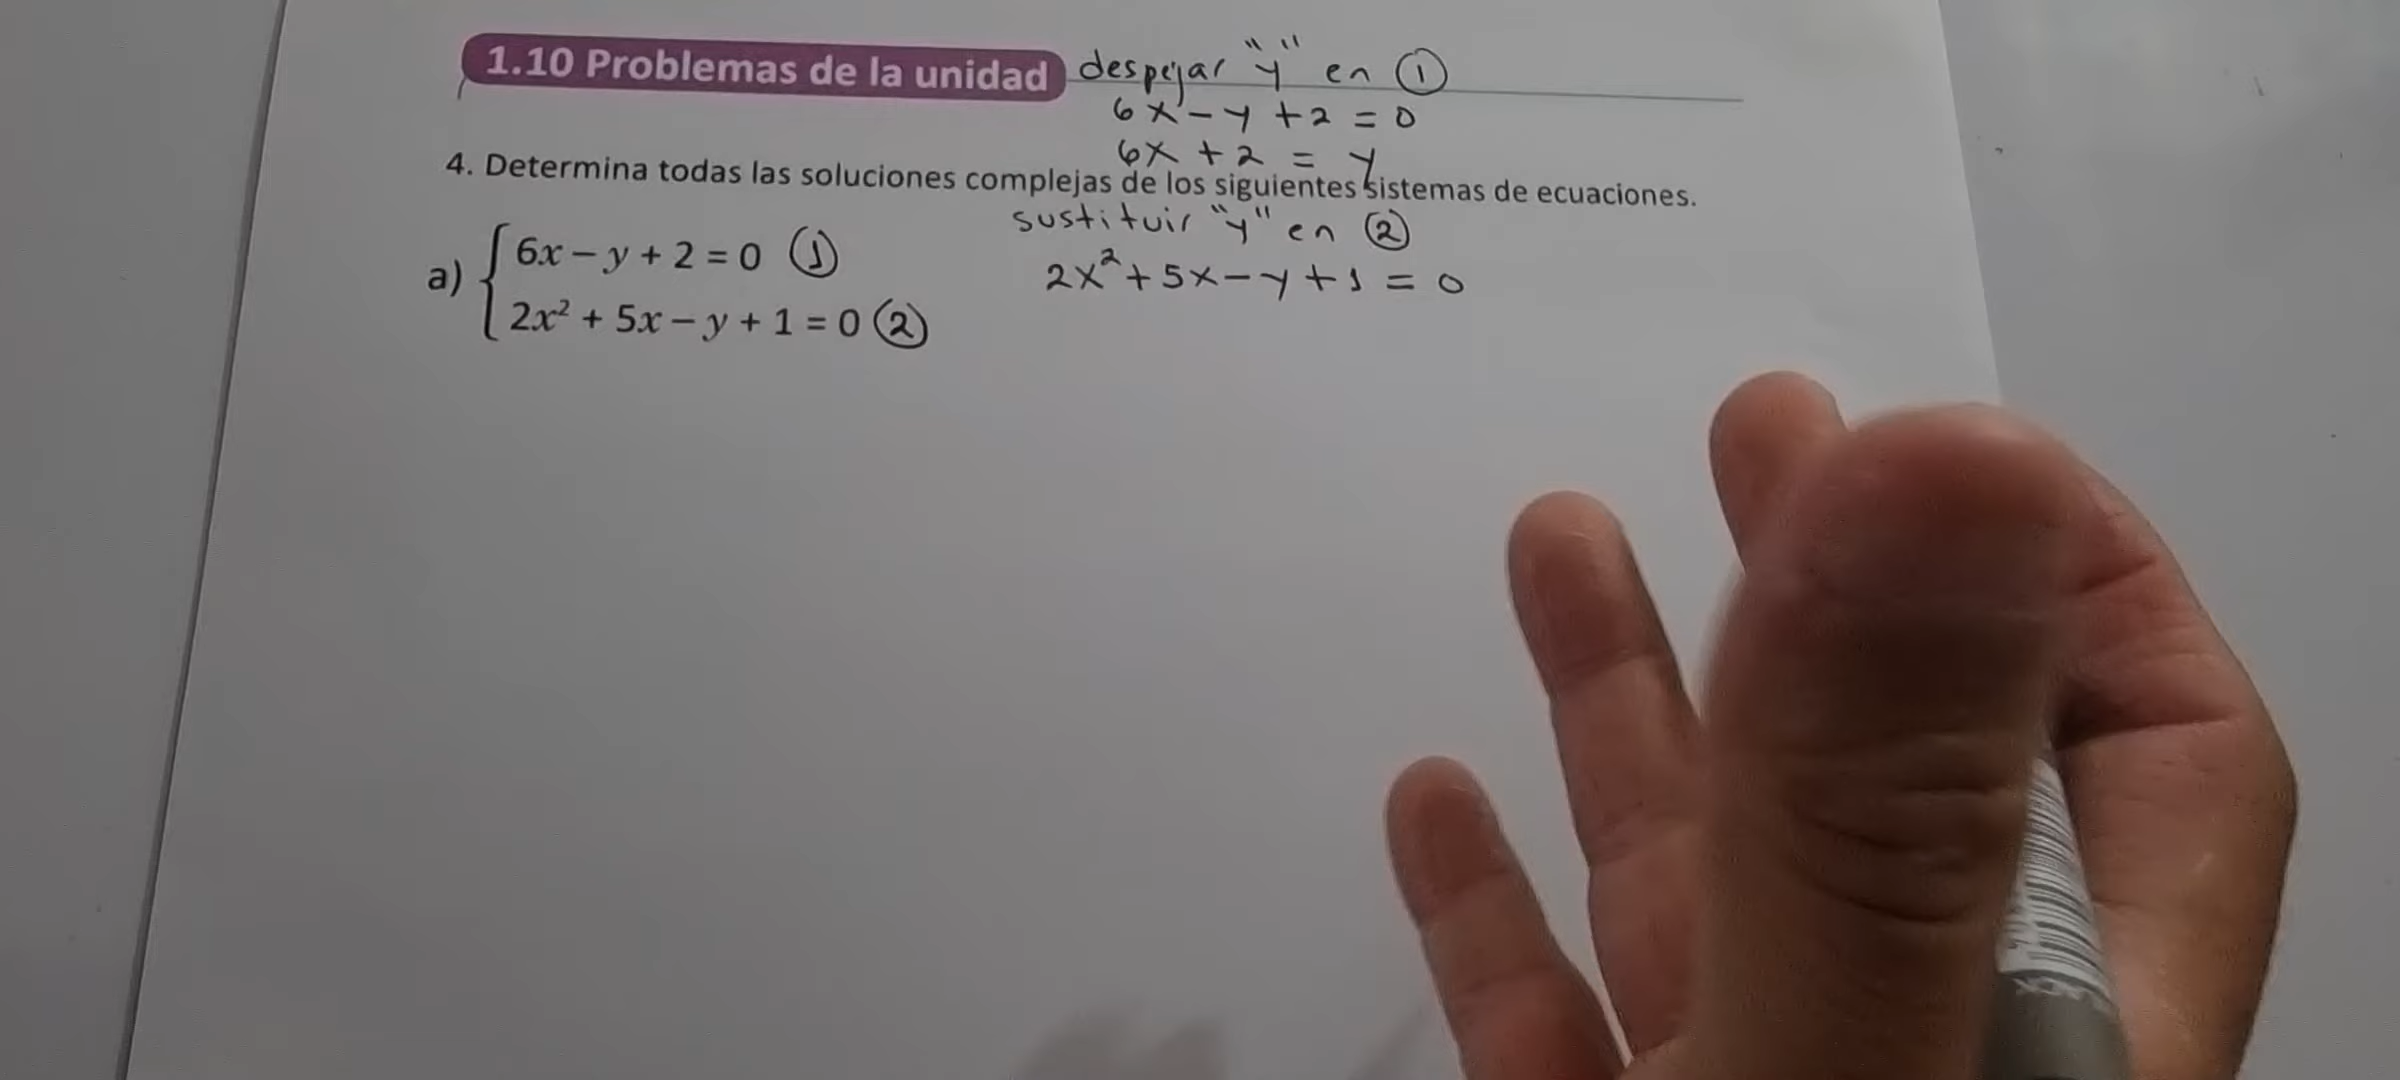 1.10 Problemas de la unidad
despejar "y" en ①
6x - y + 2 = 0
6x + 2 = y
4. Determina todas las soluciones complejas de los siguientes sistemas de ecuaciones.
sustituir "y" en ②
2x² + 5x - y + 1 = 0
a) 6x – y + 2 = 0 ①
2x² + 5x – y + 1 = 0 ②